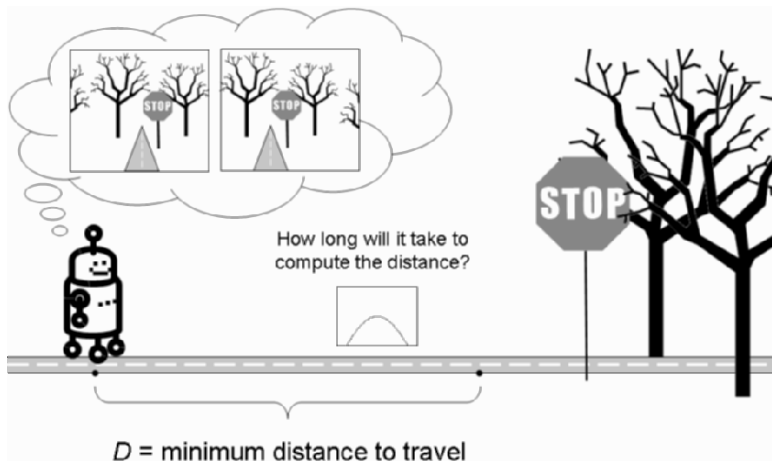 STOP
STOP
How long will it take to
compute the distance?
STOP
D = minimum distance to travel